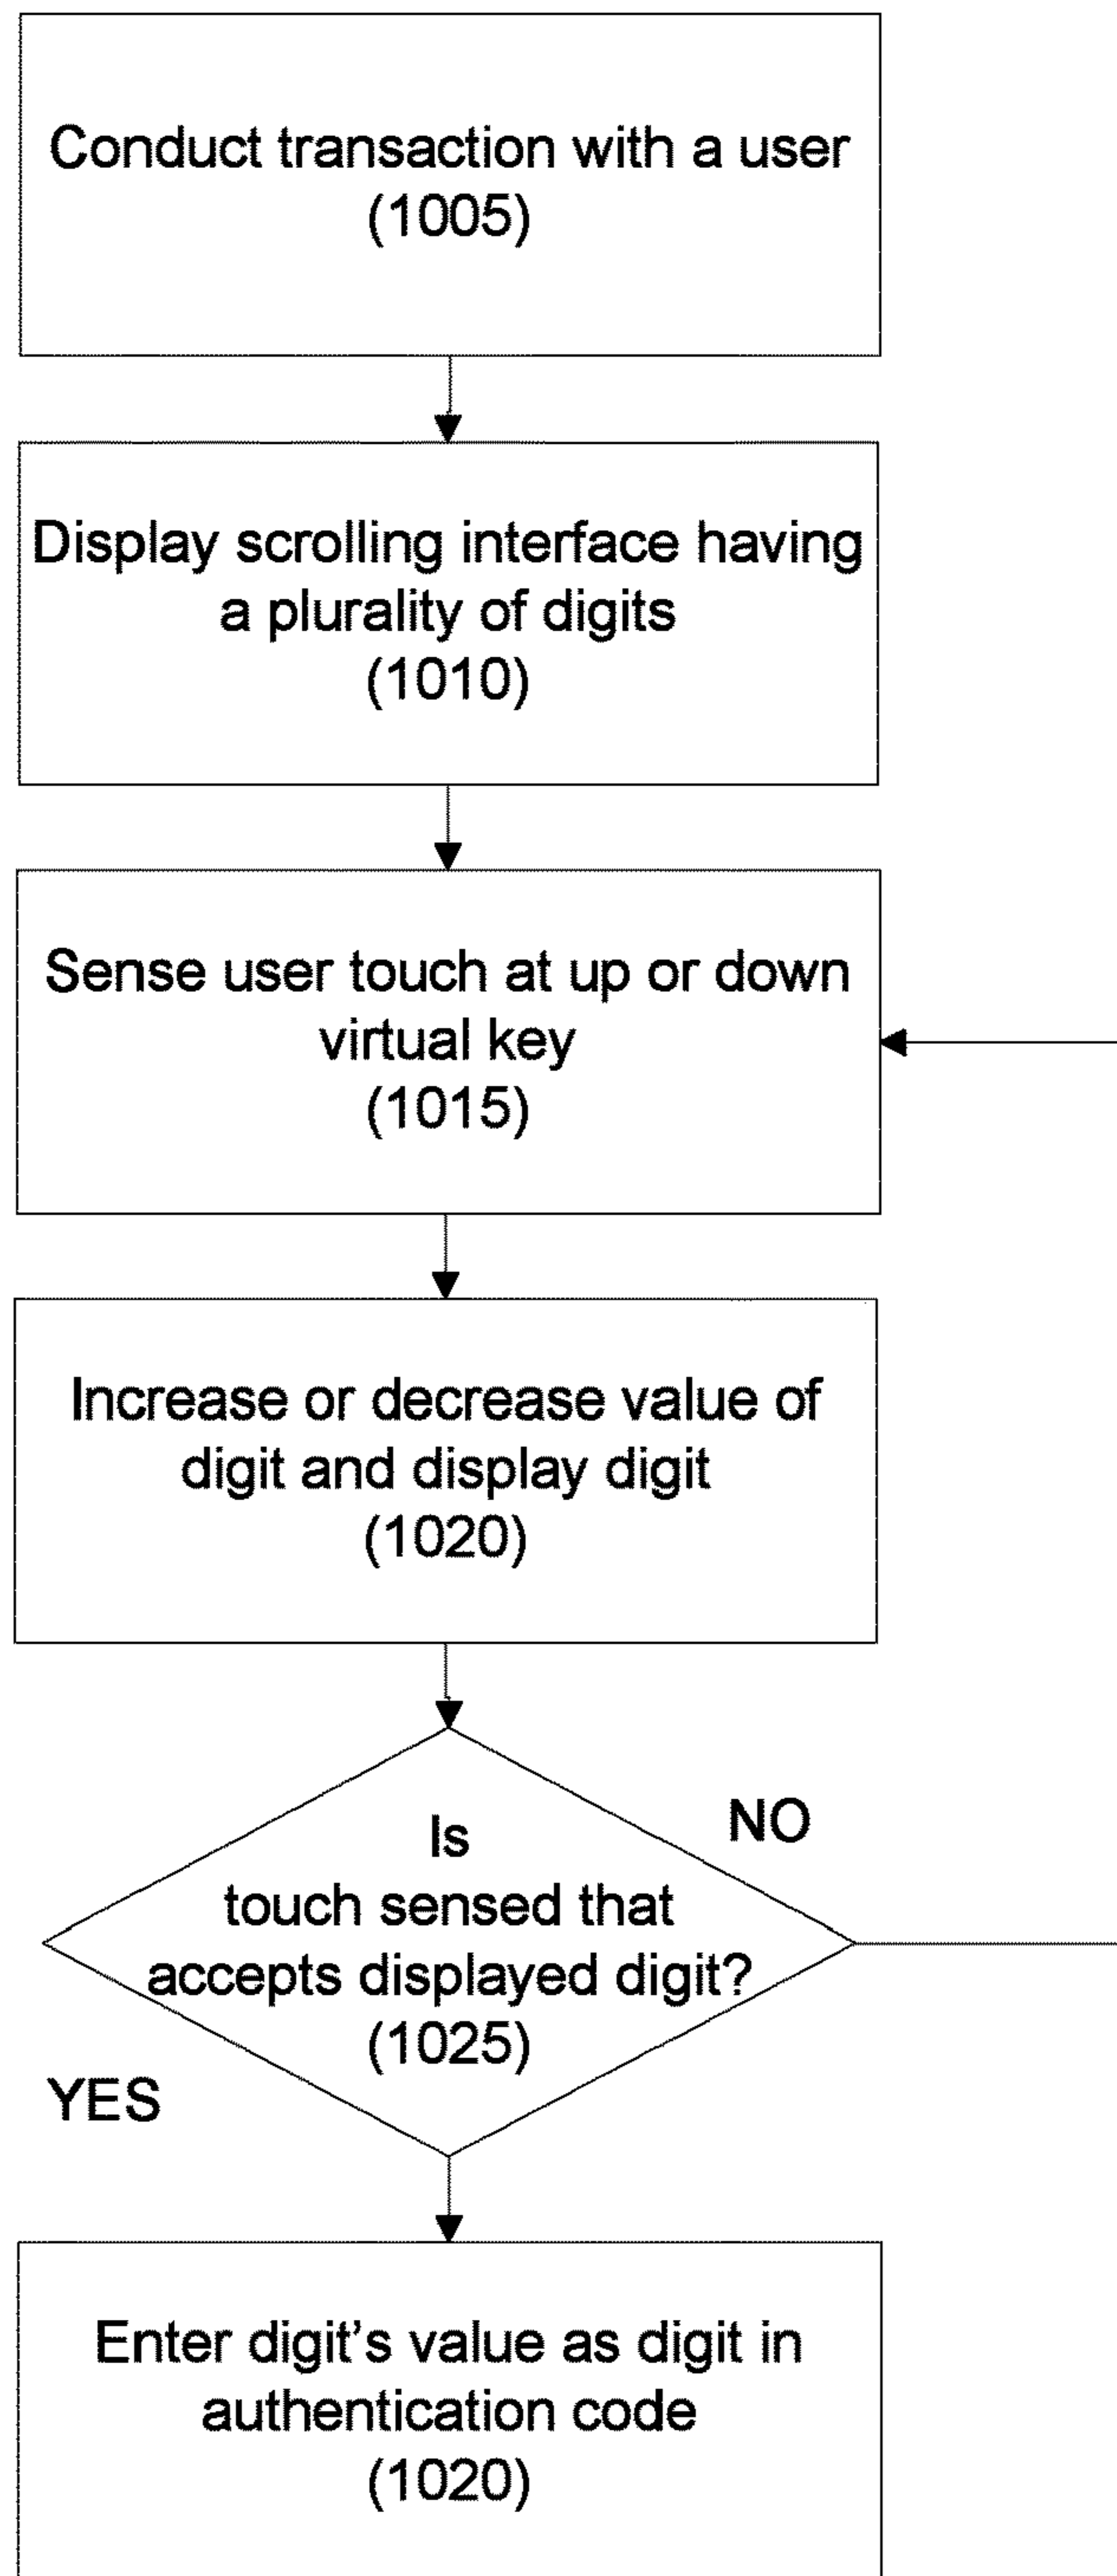 Conduct transaction with a user
(1005)
Display scrolling interface having
a plurality of digits
(1010)
Sense user touch at up or down
virtual key
(1015)
Increase or decrease value of
digit and display digit
(1020)
Is
touch sensed that
accepts displayed digit?
(1025)
NO
YES
Enter digit's value as digit in
authentication code
(1020)